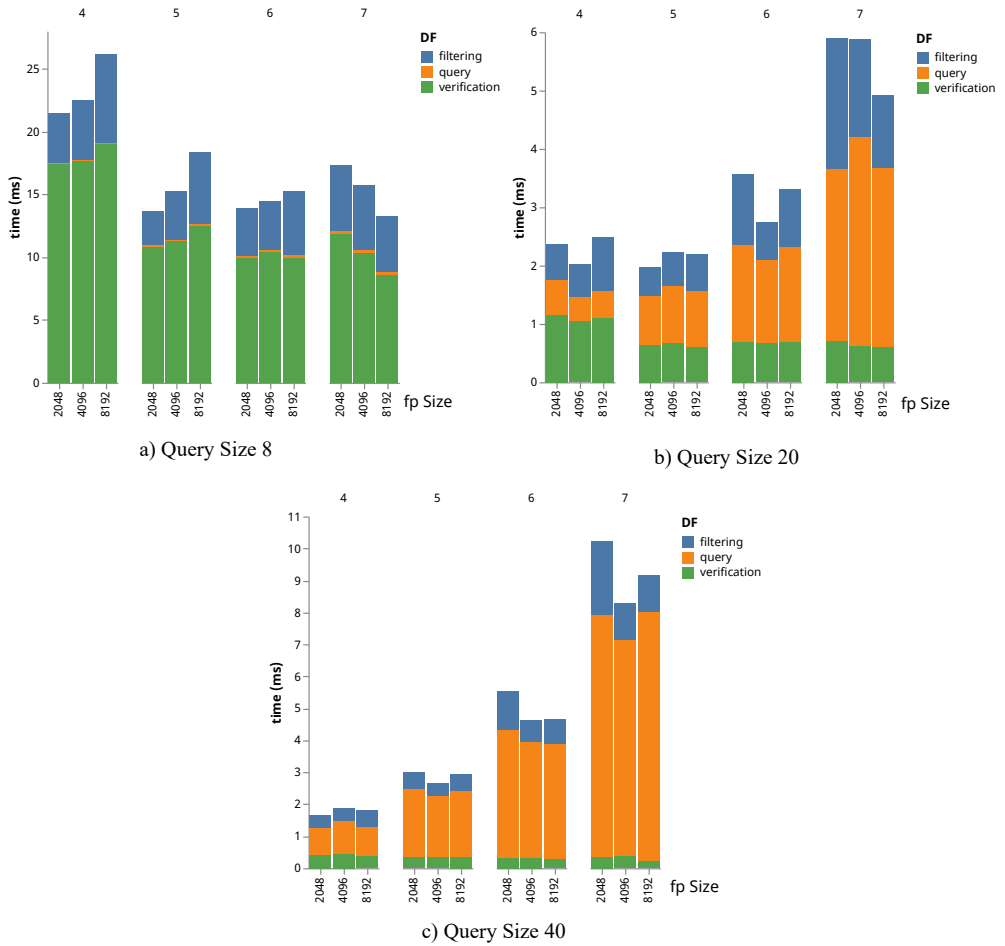 4 5 6 7
DF
filtering
query
verification
25
20
15
10
5
0
time (ms)
2048 4096 8192 2048 4096 8192 2048 4096 8192 2048 4096 8192
fp Size
a) Query Size 8
4 5 6 7
DF
filtering
query
verification
6
5
4
3
2
1
0
time (ms)
2048 4096 8192 2048 4096 8192 2048 4096 8192 2048 4096 8192
fp Size
b) Query Size 20
4 5 6 7
DF
filtering
query
verification
11
10
9
8
7
6
5
4
3
2
1
0
time (ms)
2048 4096 8192 2048 4096 8192 2048 4096 8192 2048 4096 8192
fp Size
c) Query Size 40